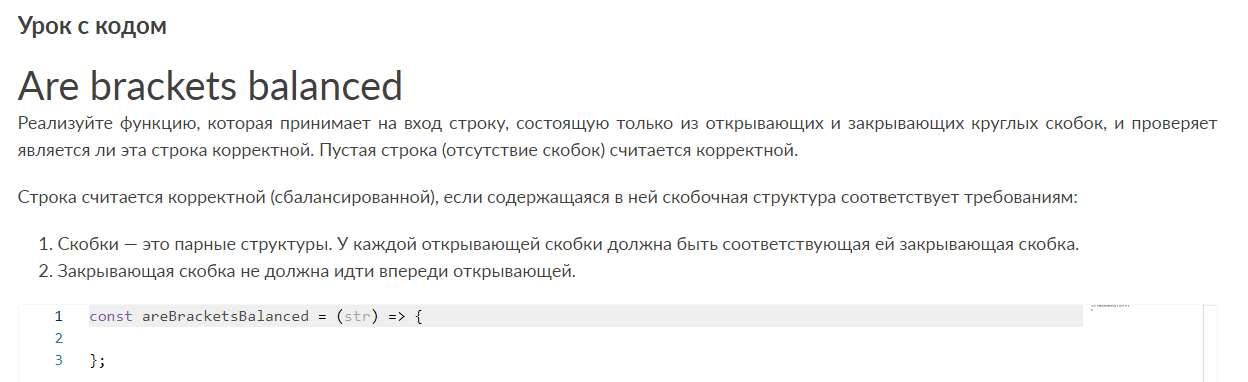 Урок с кодом
Are brackets balanced
Реализуйте функцию, которая принимает на вход строку, состоящую только из открывающих и закрывающих круглых скобок, и проверяет
является ли эта строка корректной. Пустая строка (отсутствие скобок) считается корректной.
Строка считается корректной (сбалансированной), если содержащаяся в ней скобочная структура соответствует требованиям:
1. Скобки — это парные структуры. У каждой открывающей скобки должна быть соответствующая ей закрывающая скобка.
2. Закрывающая скобка не должна идти впереди открывающей.
1 const areBracketsBalanced = (str) => {
2
3 };